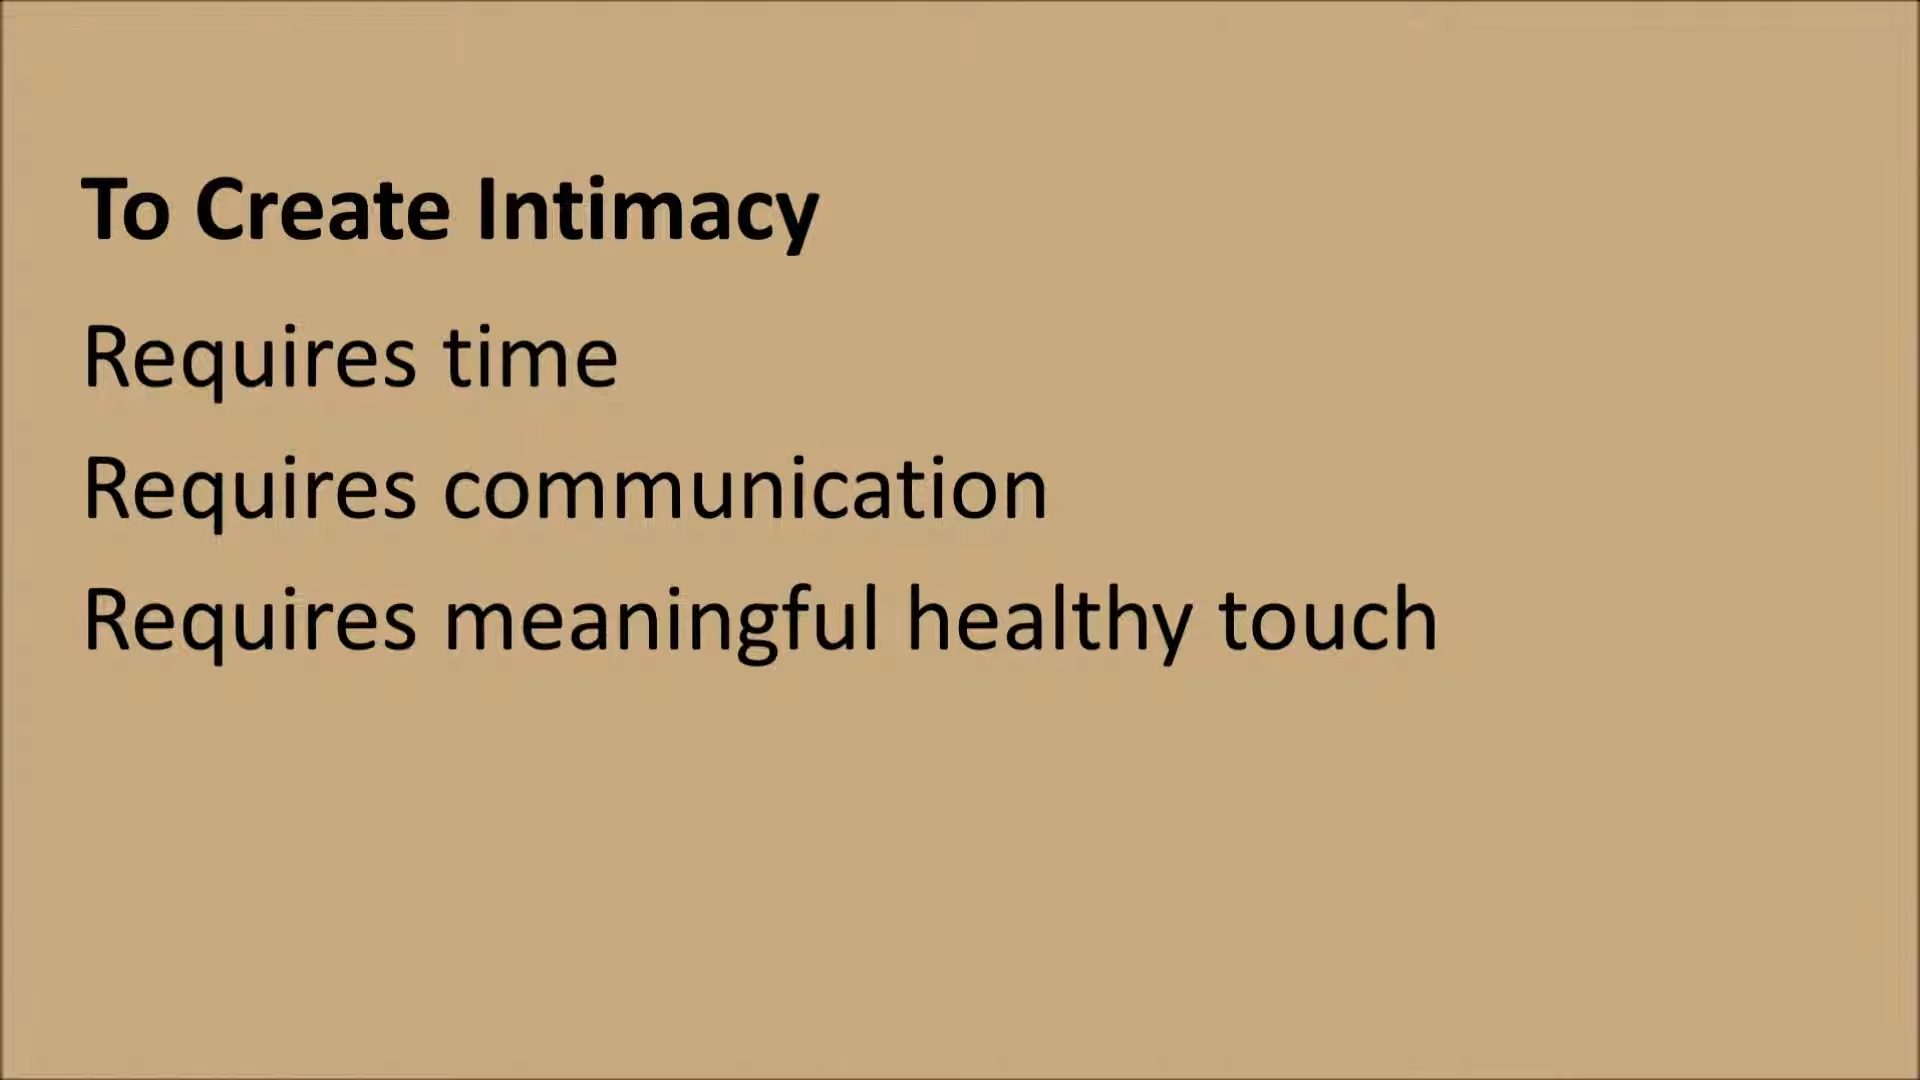 To Create Intimacy
Requires time
Requires communication
Requires meaningful healthy touch